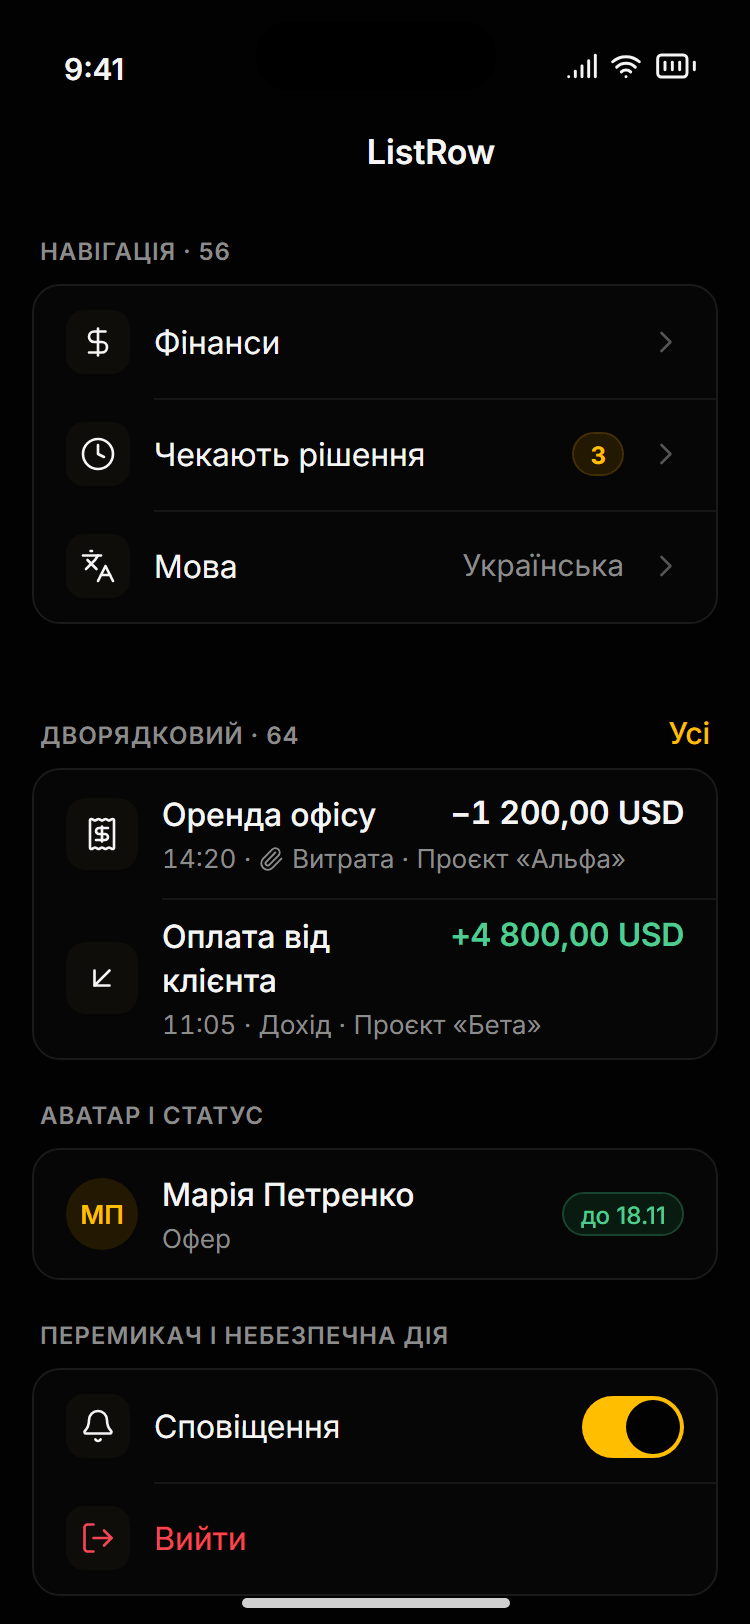 9:41
ListRow
НАВІГАЦІЯ · 56
Фінанси
Чекають рішення 3
Мова Українська
ДВОРЯДКОВИЙ · 64 Усі
Оренда офісу −1 200,00 USD
14:20 · Витрата · Проєкт «Альфа»
Оплата від +4 800,00 USD
клієнта
11:05 · Дохід · Проєкт «Бета»
АВАТАР І СТАТУС
МП Марія Петренко до 18.11
Офер
ПЕРЕМИКАЧ І НЕБЕЗПЕЧНА ДІЯ
Сповіщення
Вийти